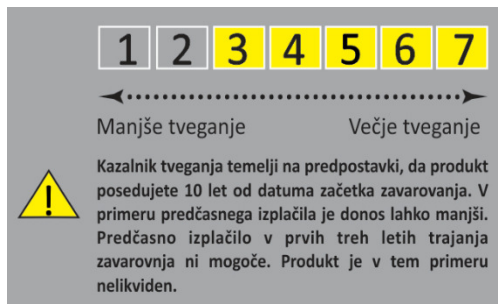 1 2 3 4 5 6 7
Manjše tveganje Večje tveganje
Kazalnik tveganja temelji na predpostavki, da produkt
posedujete 10 let od datuma začetka zavarovanja. V
primeru predčasnega izplačila je donos lahko manjši.
Predčasno izplačilo v prvih treh letih trajanja
zavarovnja ni mogoče. Produkt je v tem primeru
nelikviden.
!